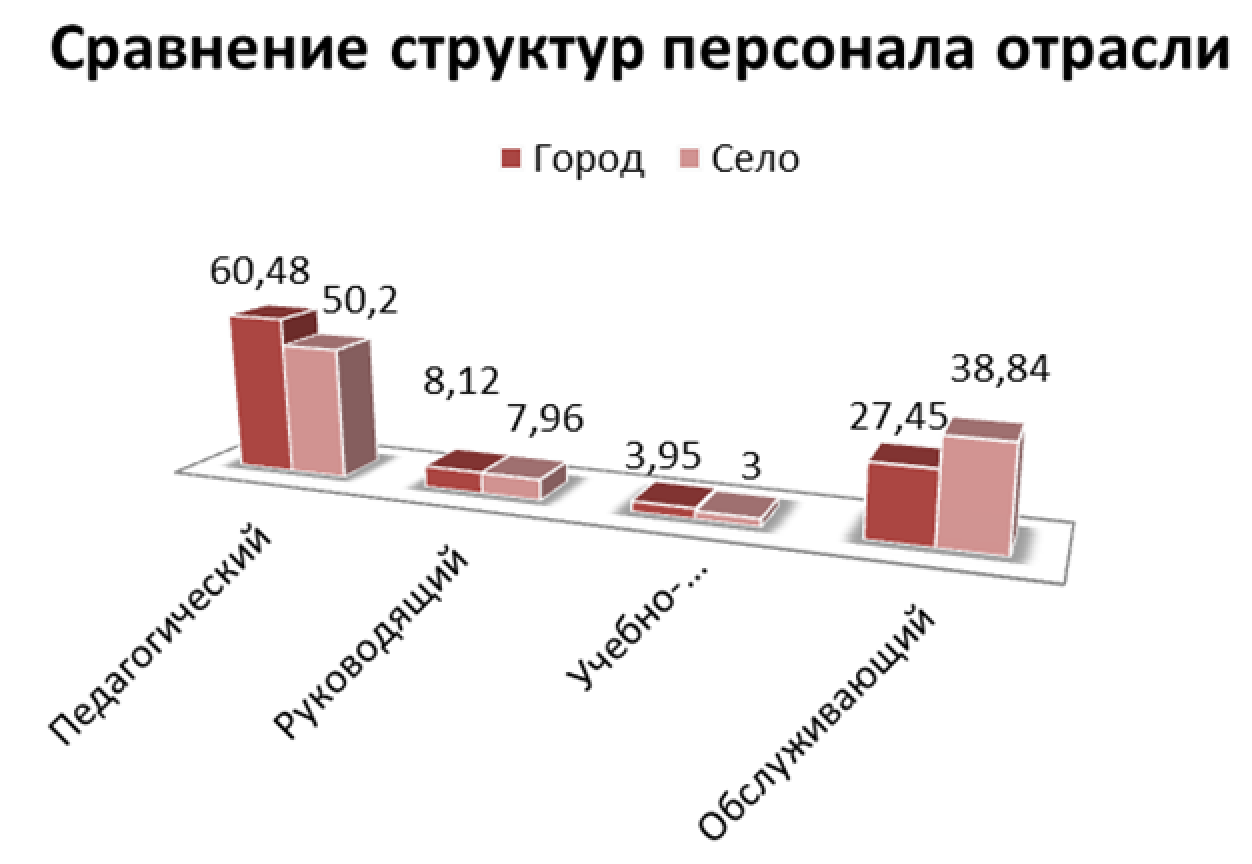 Сравнение структур персонала отрасли
Город Село
60,48
50,2
8,12
7,96
3,95
3
27,45
38,84
Педагогический
Руководящий
Учебно-...
Обслуживающий